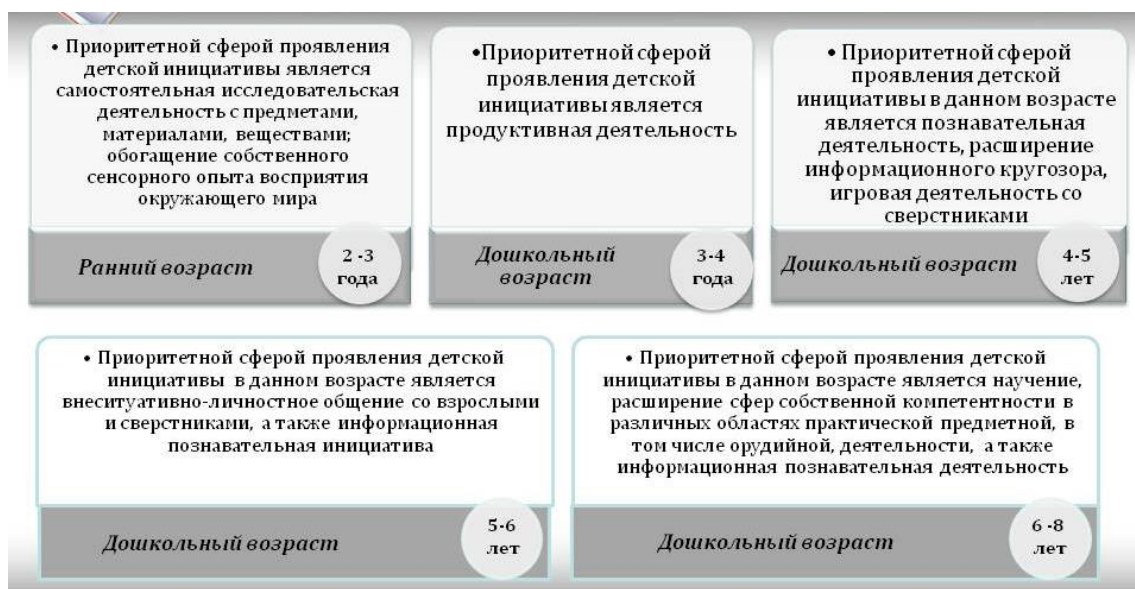 • Приоритетной сферой проявления
детской инициативы является
самостоятельная исследовательская
деятельность с предметами,
материалами, веществами;
обогащение собственного
сенсорного опыта восприятия
окружающего мира
Ранний возраст
2 -3
года
•Приоритетной сферой
проявления детской
инициативы является
продуктивная деятельность
Дошкольный
возраст
3-4
года
• Приоритетной сферой
проявления детской
инициативы в данном возрасте
является познавательная
деятельность, расширение
информационного кругозора,
игровая деятельность со
сверстниками
Дошкольный возраст
4-5
лет
• Приоритетной сферой проявления детской
инициативы в данном возрасте является
внеситуативно-личностное общение со взрослыми
и сверстниками, а также информационная
познавательная инициатива
Дошкольный возраст
5-6
лет
• Приоритетной сферой проявления детской
инициативы в данном возрасте является научение,
расширение сфер собственной компетентности в
различных областях практической предметной, в
том числе орудийной, деятельности, а также
информационная познавательная деятельность
Дошкольный возраст
6 -8
лет